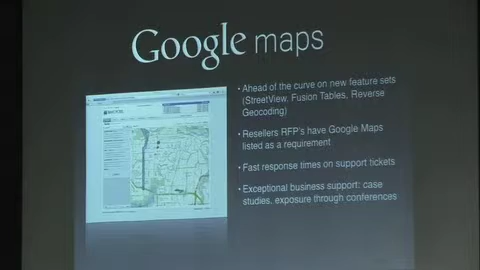 Google maps
• Ahead of the curve on new feature sets
(StreetView, Fusion Tables, Reverse
Geocoding)
• Resellers RFP's have Google Maps
listed as a requirement
• Fast response times on support tickets
• Exceptional business support: case
studies, exposure through conferences